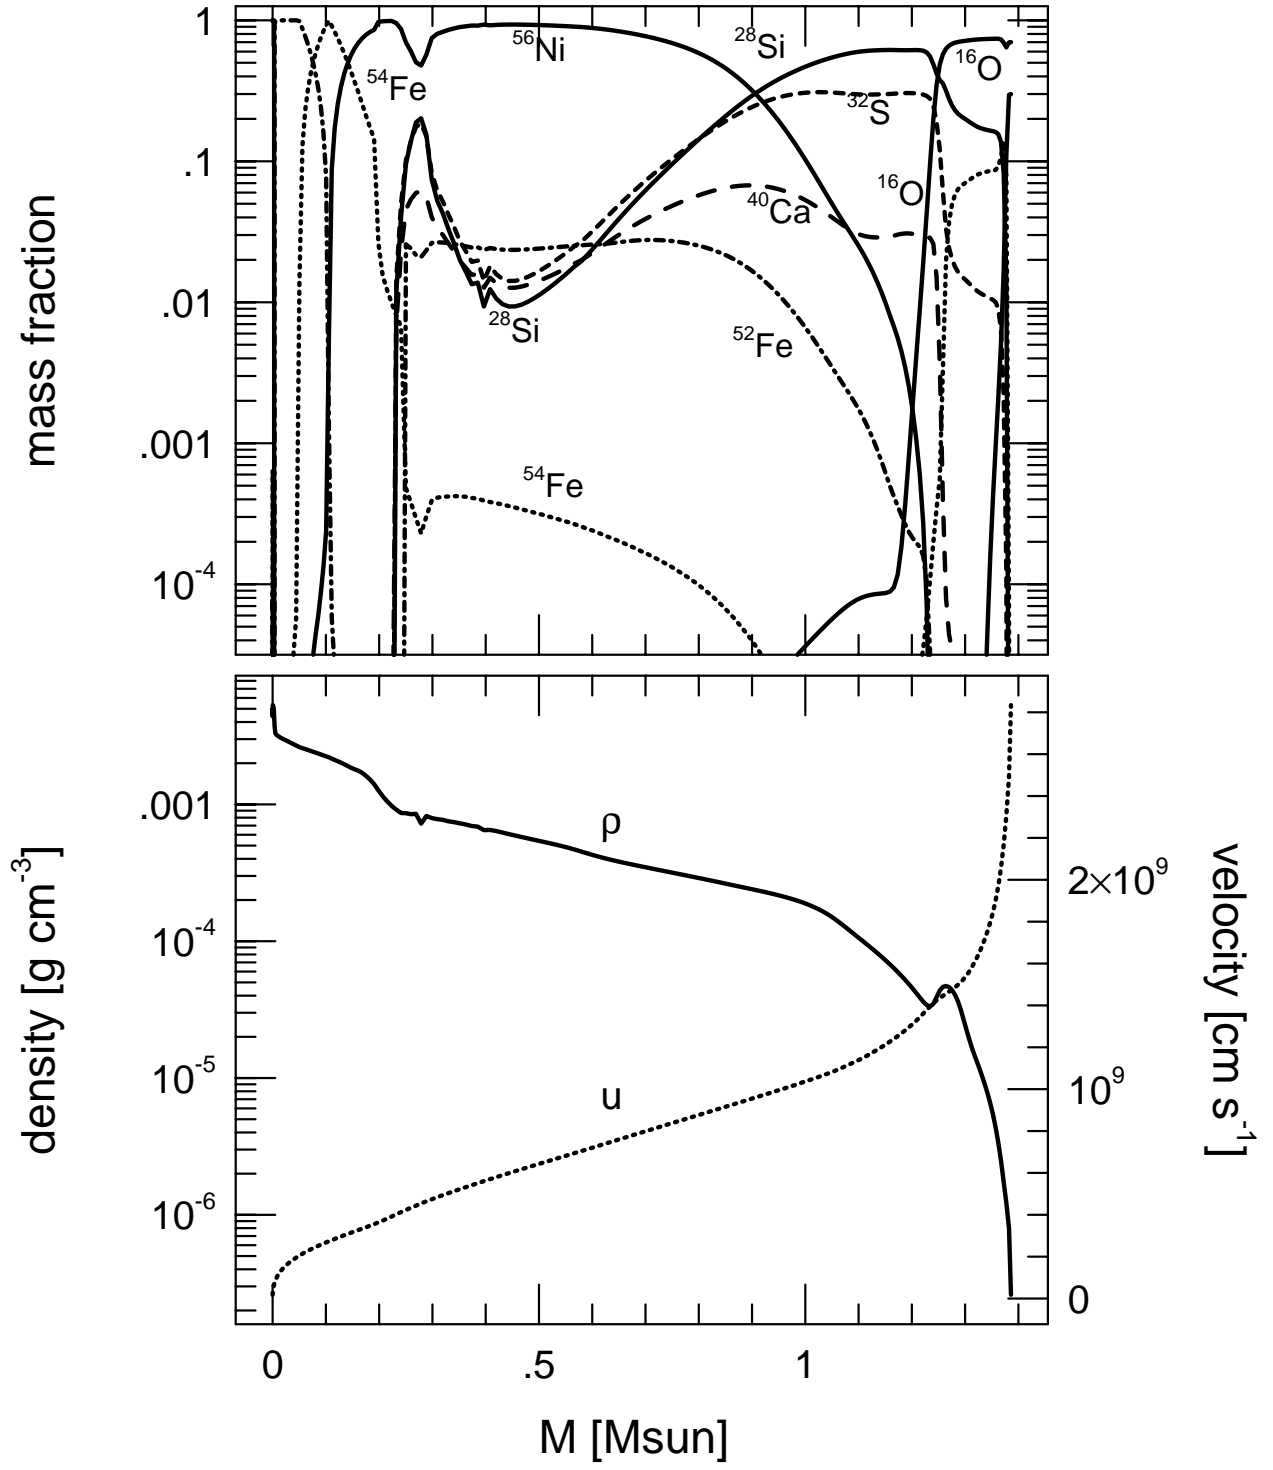 1
.1
.01
.001
10⁻⁴
mass fraction
⁵⁴Fe
⁵⁶Ni
²⁸Si
¹⁶O
³²S
¹⁶O
⁴⁰Ca
²⁸Si
⁵²Fe
⁵⁴Fe
.001
10⁻⁴
10⁻⁵
10⁻⁶
density [g cm⁻³]
ρ
u
2×10⁹
10⁹
0
velocity [cm s⁻¹]
0 .5 1
M [Msun]